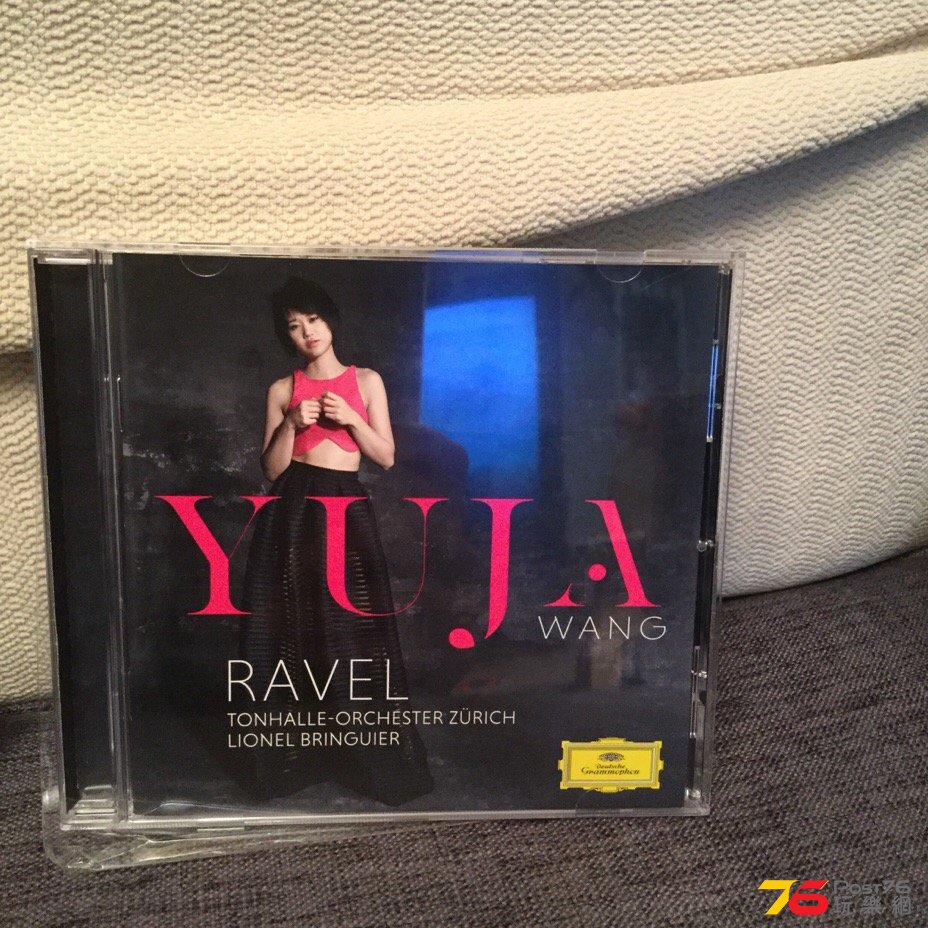 YUJA
WANG
RAVEL
TONHALLE-ORCHESTER ZÜRICH
LIONEL BRINGUIER
Deutsche
Grammophon
76 Post76
玩樂網